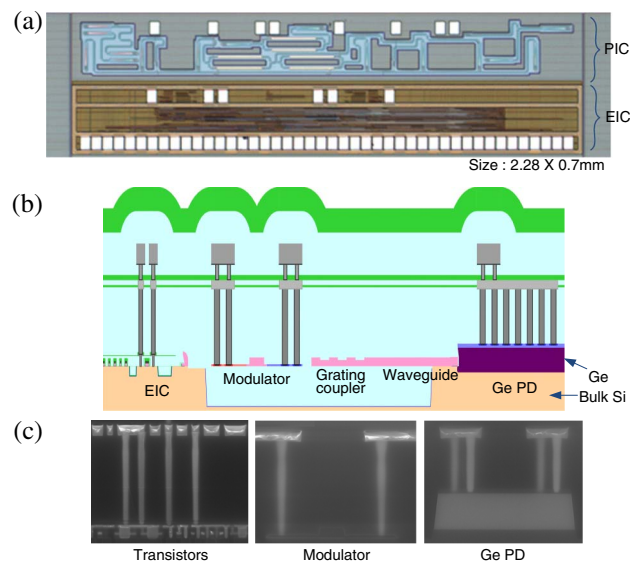 (a)
PIC
EIC
Size : 2.28 X 0.7mm
(b)
EIC
Modulator
Grating coupler
Waveguide
Ge PD
Ge
Bulk Si
(c)
Transistors
Modulator
Ge PD